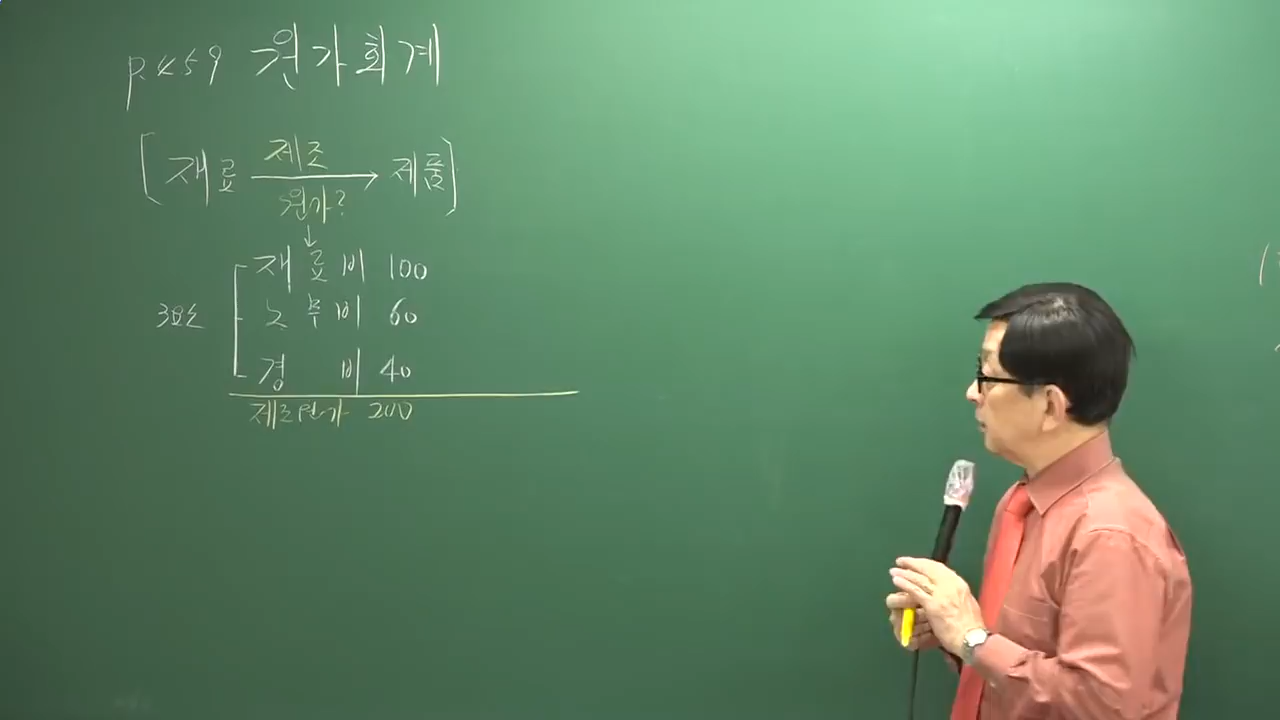 P.459 원가회계
[재료 제조 → 제품]
원가?
↓
재료비 100
3요소 노무비 60
경비 40
제조원가 200